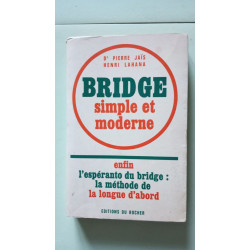 Dr PIERRE JAÏS
HENRI LAHANA
BRIDGE
simple et
moderne
enfin
l'espéranto du bridge :
la méthode de
la longue d'abord
EDITIONS DU ROCHER